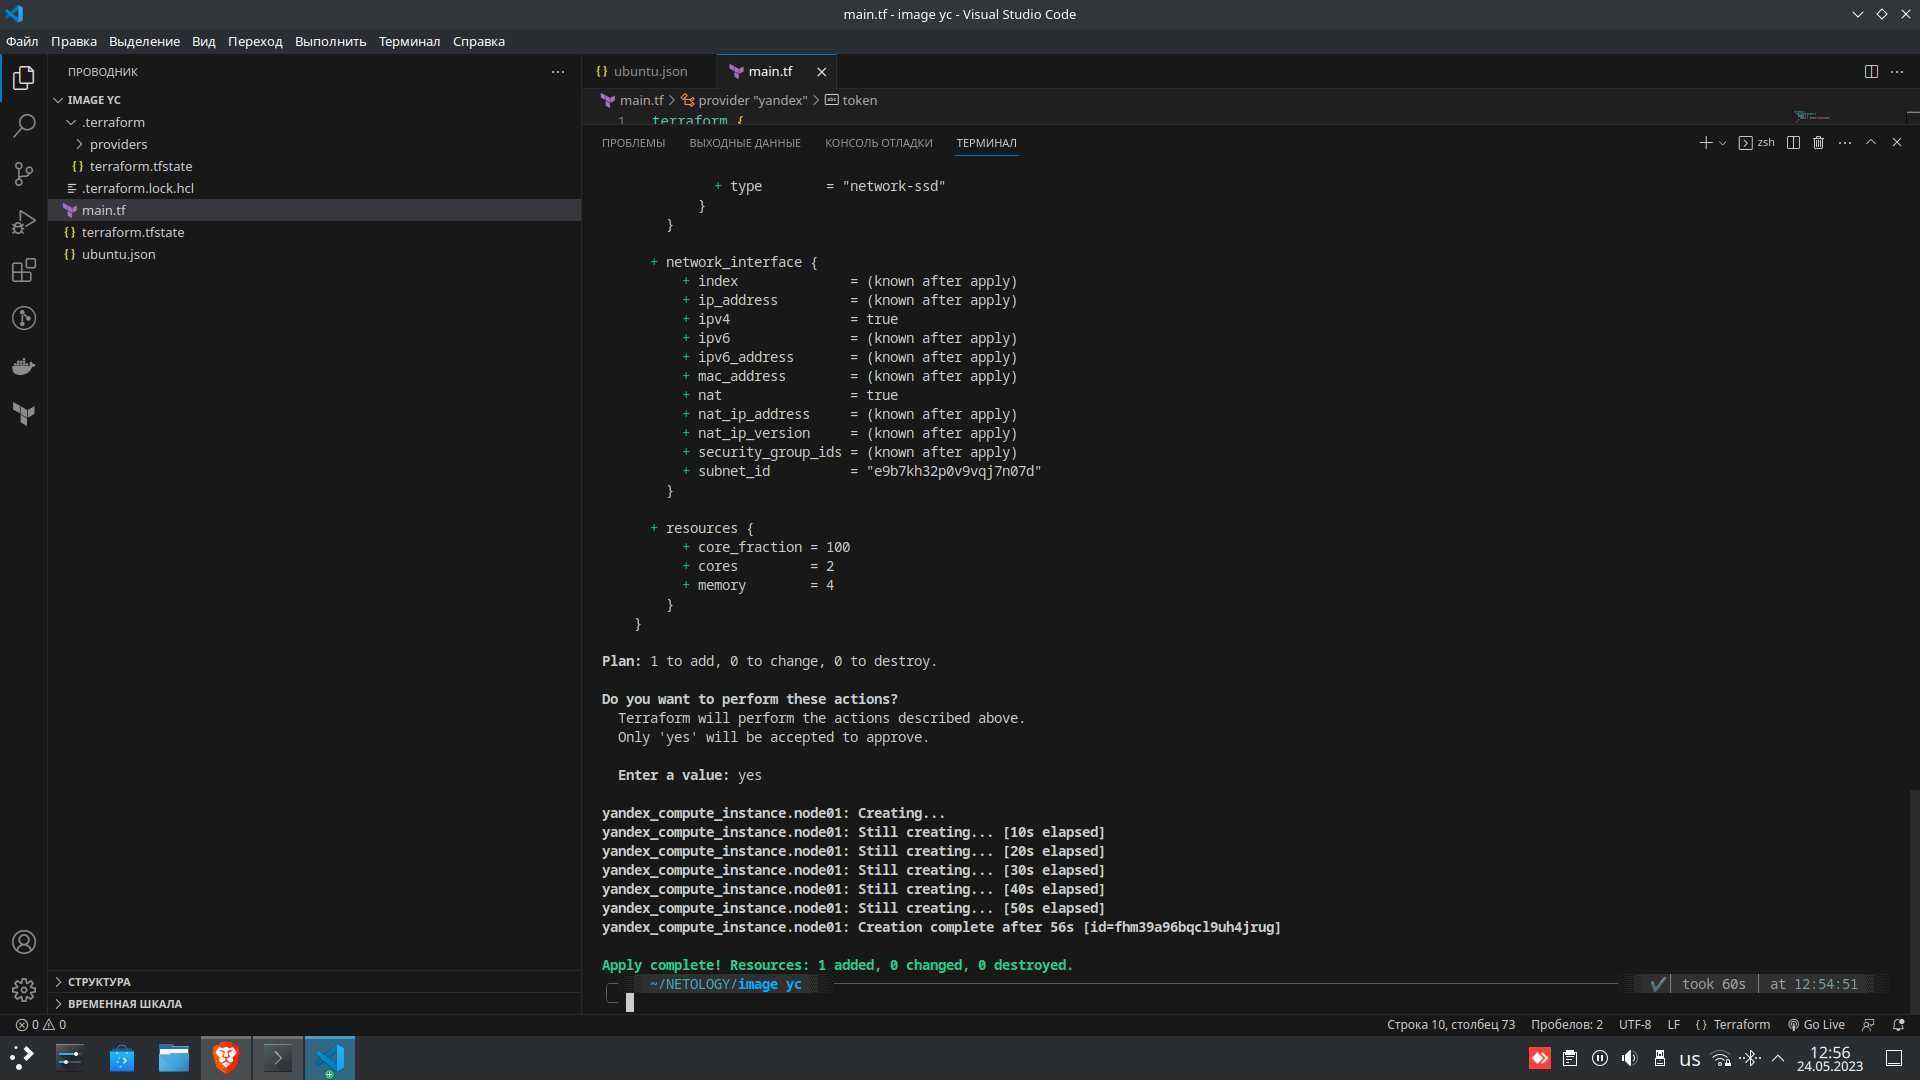 main.tf - image yc - Visual Studio Code
Файл Правка Выделение Вид Переход Выполнить Терминал Справка
ПРОВОДНИК
IMAGE YC
.terraform
providers
terraform.tfstate
.terraform.lock.hcl
main.tf
terraform.tfstate
ubuntu.json
СТРУКТУРА
ВРЕМЕННАЯ ШКАЛА
ubuntu.json main.tf
main.tf > provider "yandex" > token
1 terraform {
ПРОБЛЕМЫ ВЫХОДНЫЕ ДАННЫЕ КОНСОЛЬ ОТЛАДКИ ТЕРМИНАЛ zsh
+ type = "network-ssd"
}
}
+ network_interface {
+ index = (known after apply)
+ ip_address = (known after apply)
+ ipv4 = true
+ ipv6 = (known after apply)
+ ipv6_address = (known after apply)
+ mac_address = (known after apply)
+ nat = true
+ nat_ip_address = (known after apply)
+ nat_ip_version = (known after apply)
+ security_group_ids = (known after apply)
+ subnet_id = "e9b7kh32p0v9vqj7n07d"
}
+ resources {
+ core_fraction = 100
+ cores = 2
+ memory = 4
}
}
Plan: 1 to add, 0 to change, 0 to destroy.
Do you want to perform these actions?
Terraform will perform the actions described above.
Only 'yes' will be accepted to approve.
Enter a value: yes
yandex_compute_instance.node01: Creating...
yandex_compute_instance.node01: Still creating... [10s elapsed]
yandex_compute_instance.node01: Still creating... [20s elapsed]
yandex_compute_instance.node01: Still creating... [30s elapsed]
yandex_compute_instance.node01: Still creating... [40s elapsed]
yandex_compute_instance.node01: Still creating... [50s elapsed]
yandex_compute_instance.node01: Creation complete after 56s [id=fhm39a96bqcl9uh4jrug]
Apply complete! Resources: 1 added, 0 changed, 0 destroyed.
~/NETOLOGY/image yc took 60s at 12:54:51
0 0 Строка 10, столбец 73 Пробелов: 2 UTF-8 LF {} Terraform Go Live
us 12:56
24.05.2023